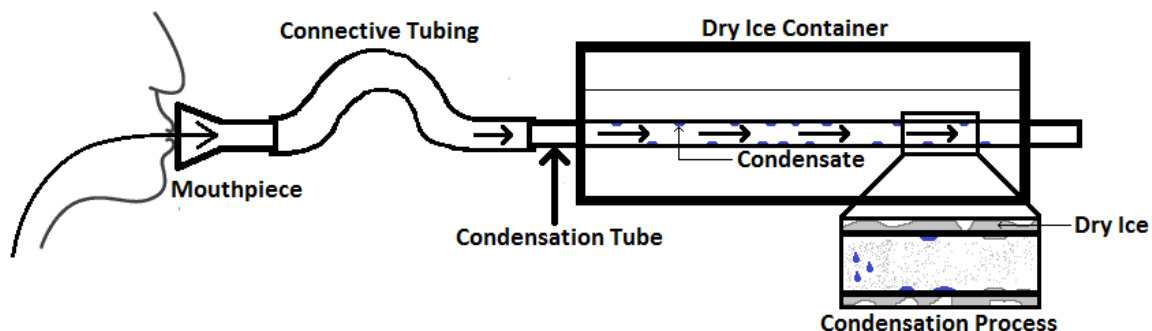 Connective Tubing
Dry Ice Container
Condensate
Mouthpiece
Condensation Tube
Dry Ice
Condensation Process